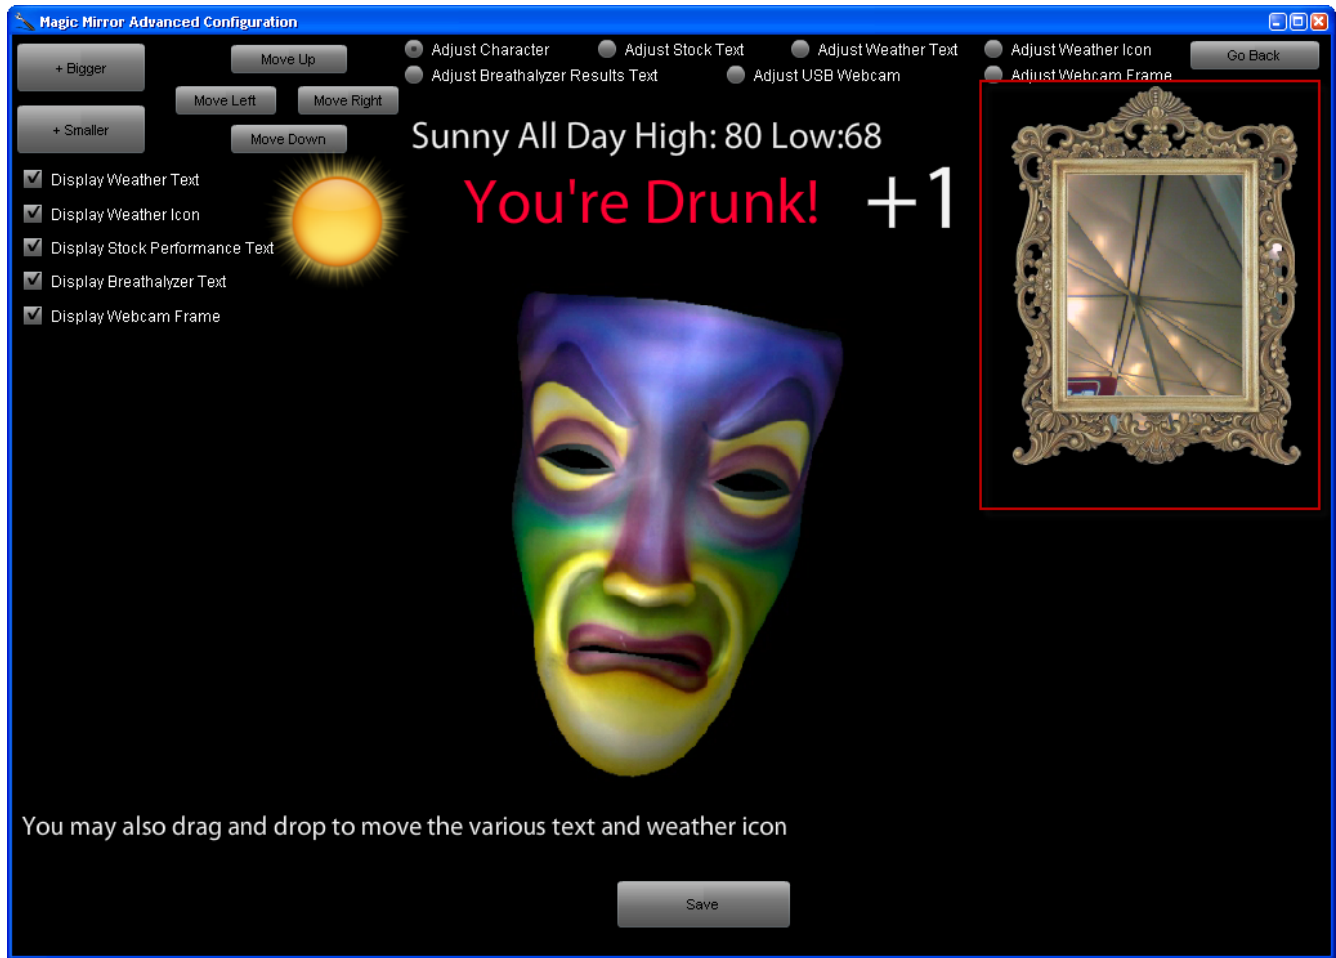 Magic Mirror Advanced Configuration
+ Bigger
Move Up
Adjust Character
Adjust Stock Text
Adjust Weather Text
Adjust Weather Icon
Go Back
Adjust Breathalyzer Results Text
Adjust USB Webcam
Adjust Webcam Frame
Move Left
Move Right
+ Smaller
Move Down
Sunny All Day High: 80 Low:68
Display Weather Text
You're Drunk!
+1
Display Weather Icon
Display Stock Performance Text
Display Breathalyzer Text
Display Webcam Frame
You may also drag and drop to move the various text and weather icon
Save